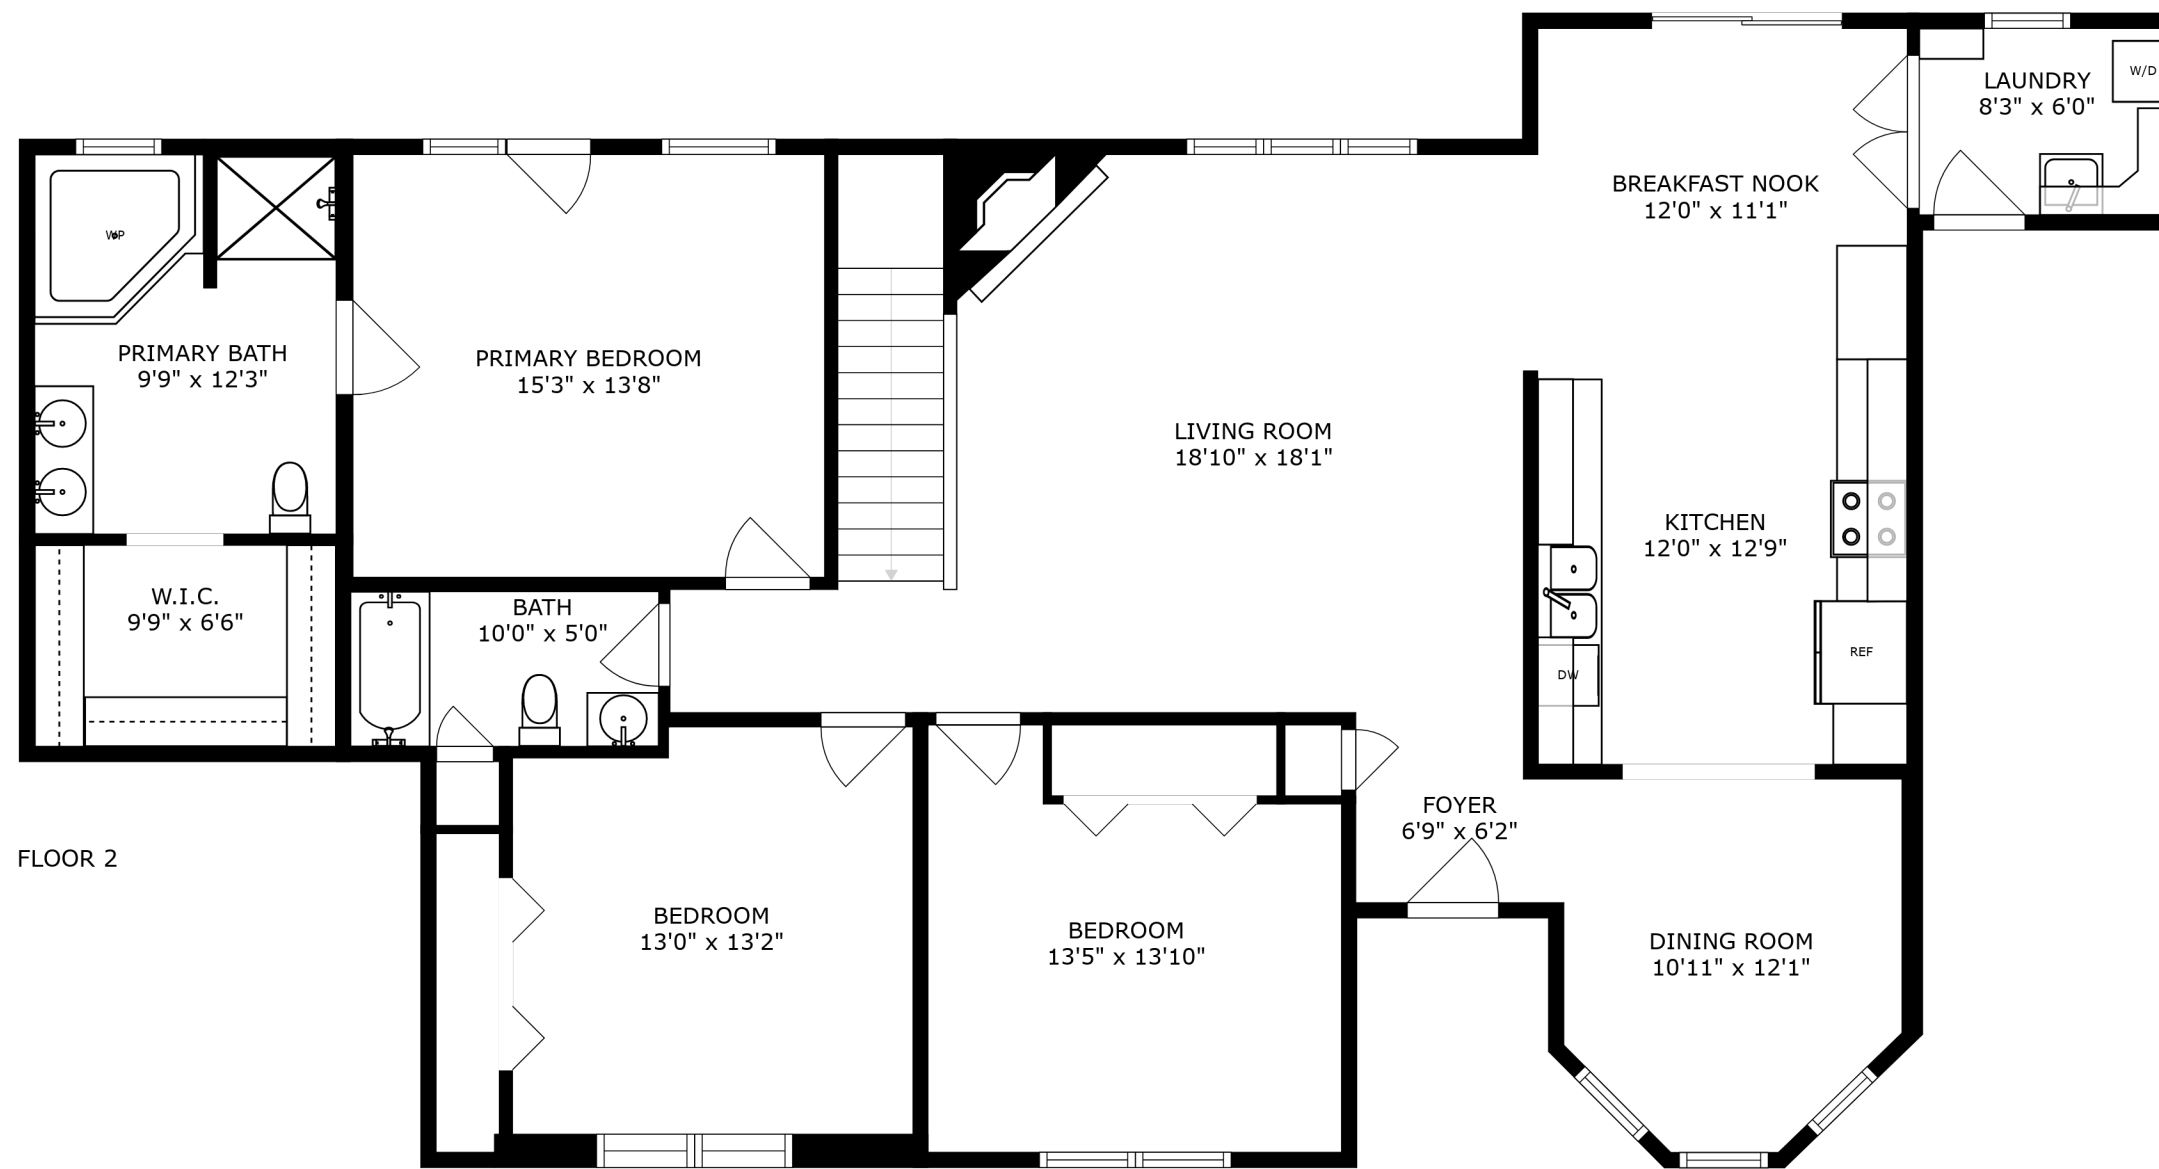 LAUNDRY
8'3" x 6'0"
W/D
BREAKFAST NOOK
12'0" x 11'1"
WP
PRIMARY BATH
9'9" x 12'3"
PRIMARY BEDROOM
15'3" x 13'8"
LIVING ROOM
18'10" x 18'1"
KITCHEN
12'0" x 12'9"
W.I.C.
9'9" x 6'6"
BATH
10'0" x 5'0"
REF
DW
FOYER
6'9" x 6'2"
FLOOR 2
BEDROOM
13'0" x 13'2"
BEDROOM
13'5" x 13'10"
DINING ROOM
10'11" x 12'1"